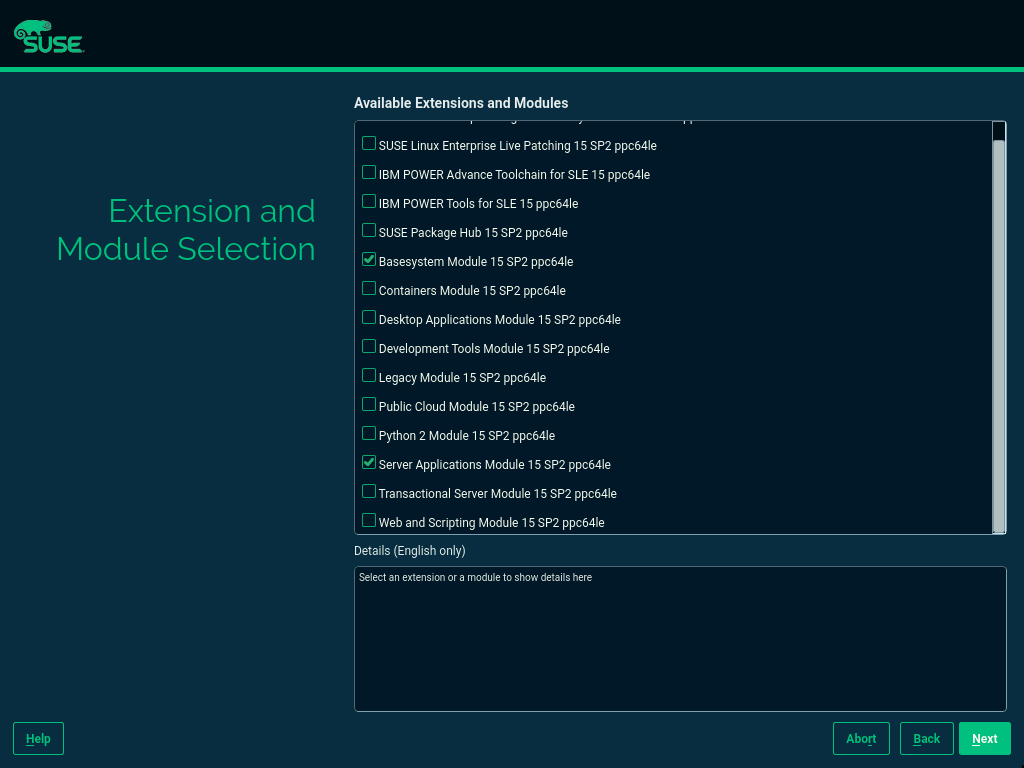 SUSE
Available Extensions and Modules
Extension and
Module Selection
SUSE Linux Enterprise Live Patching 15 SP2 ppc64le
IBM POWER Advance Toolchain for SLE 15 ppc64le
IBM POWER Tools for SLE 15 ppc64le
SUSE Package Hub 15 SP2 ppc64le
Basesystem Module 15 SP2 ppc64le
Containers Module 15 SP2 ppc64le
Desktop Applications Module 15 SP2 ppc64le
Development Tools Module 15 SP2 ppc64le
Legacy Module 15 SP2 ppc64le
Public Cloud Module 15 SP2 ppc64le
Python 2 Module 15 SP2 ppc64le
Server Applications Module 15 SP2 ppc64le
Transactional Server Module 15 SP2 ppc64le
Web and Scripting Module 15 SP2 ppc64le
Details (English only)
Select an extension or a module to show details here
Help
Abort
Back
Next